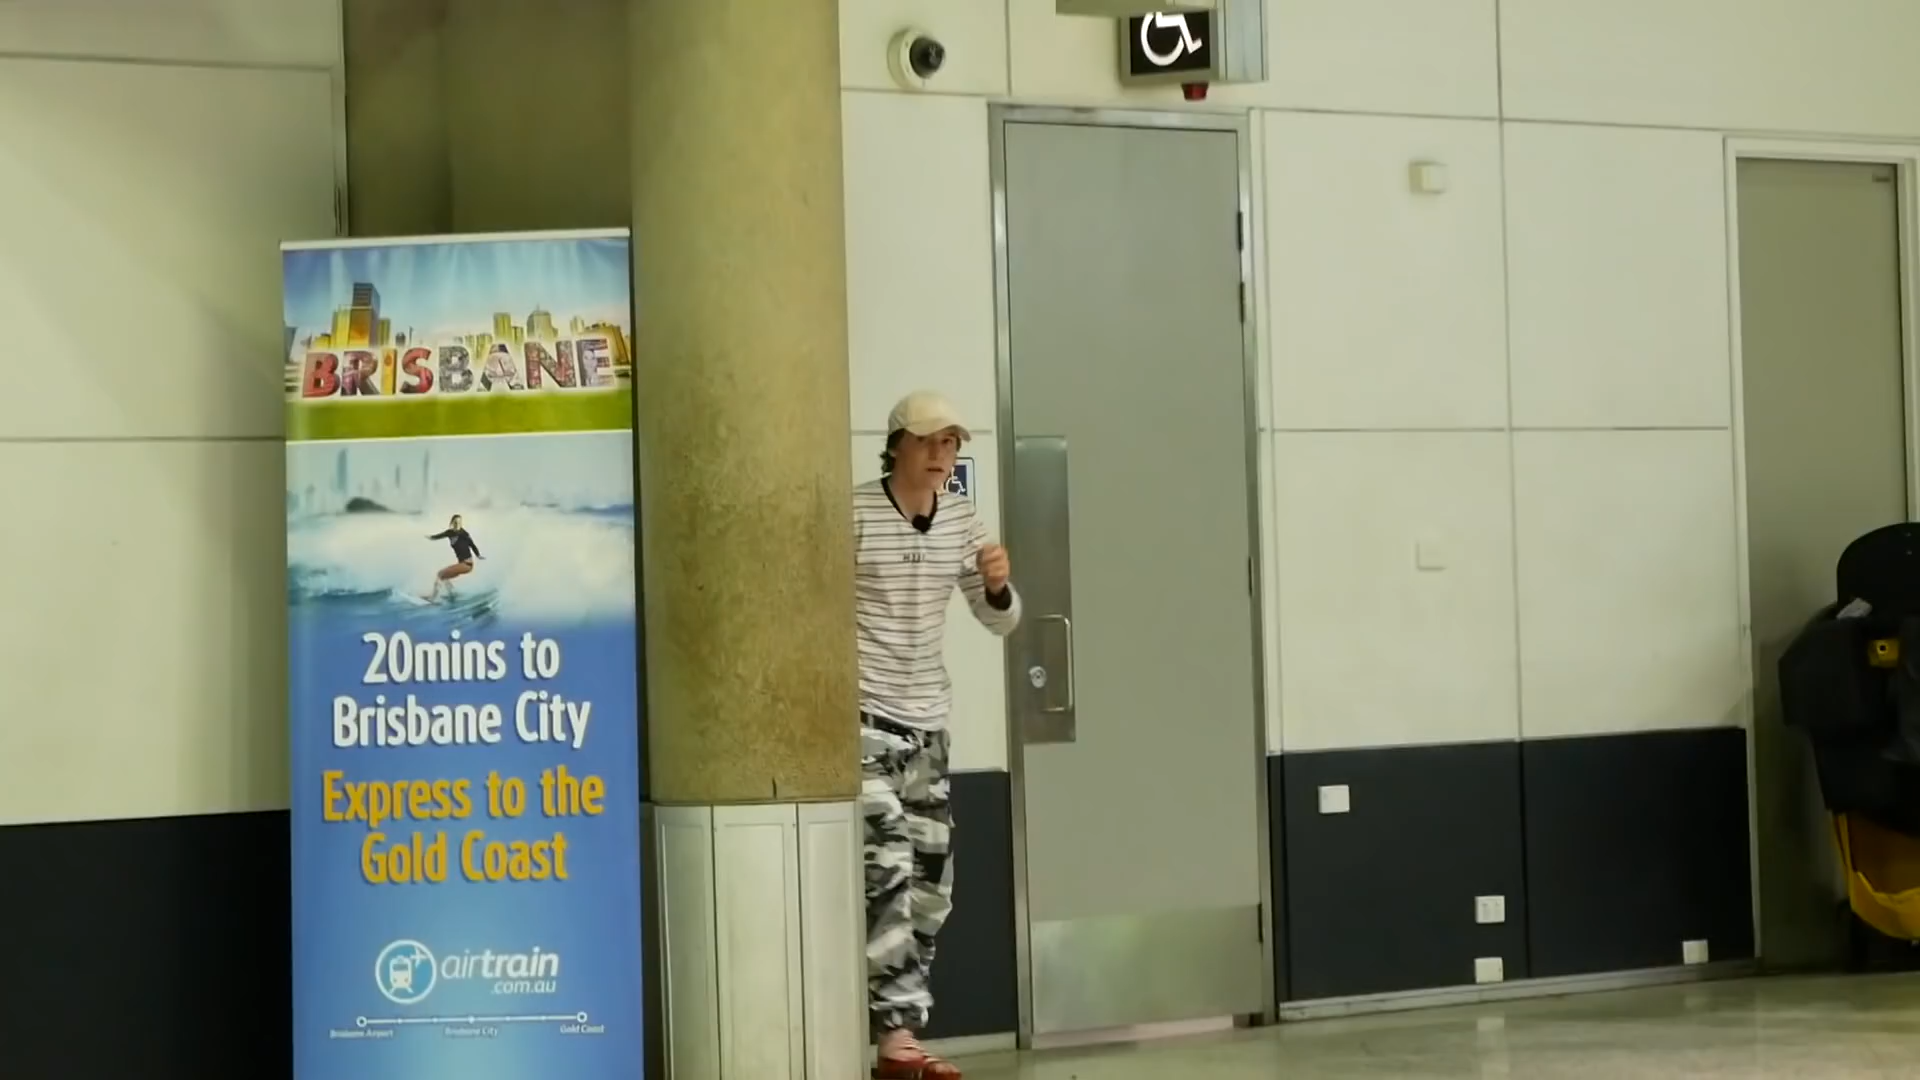 BRISBANE
20mins to
Brisbane City
Express to the
Gold Coast
airtrain
.com.au
Brisbane Airport
Brisbane City
Gold Coast